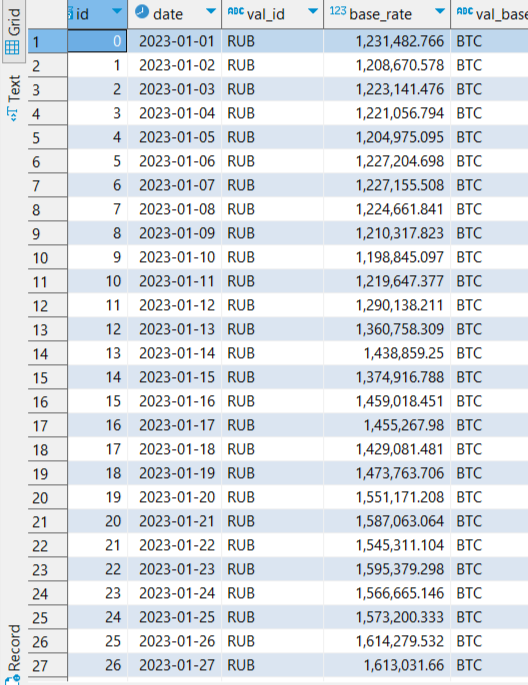 Grid
Text
Record
id date ABC val_id 123 base_rate ABC val_base
1 0 2023-01-01 RUB 1,231,482.766 BTC
2 1 2023-01-02 RUB 1,208,670.578 BTC
3 2 2023-01-03 RUB 1,223,141.476 BTC
4 3 2023-01-04 RUB 1,221,056.794 BTC
5 4 2023-01-05 RUB 1,204,975.095 BTC
6 5 2023-01-06 RUB 1,227,204.698 BTC
7 6 2023-01-07 RUB 1,227,155.508 BTC
8 7 2023-01-08 RUB 1,224,661.841 BTC
9 8 2023-01-09 RUB 1,210,317.823 BTC
10 9 2023-01-10 RUB 1,198,845.097 BTC
11 10 2023-01-11 RUB 1,219,647.377 BTC
12 11 2023-01-12 RUB 1,290,138.211 BTC
13 12 2023-01-13 RUB 1,360,758.309 BTC
14 13 2023-01-14 RUB 1,438,859.25 BTC
15 14 2023-01-15 RUB 1,374,916.788 BTC
16 15 2023-01-16 RUB 1,459,018.451 BTC
17 16 2023-01-17 RUB 1,455,267.98 BTC
18 17 2023-01-18 RUB 1,429,081.481 BTC
19 18 2023-01-19 RUB 1,473,763.706 BTC
20 19 2023-01-20 RUB 1,551,171.208 BTC
21 20 2023-01-21 RUB 1,587,063.064 BTC
22 21 2023-01-22 RUB 1,545,311.104 BTC
23 22 2023-01-23 RUB 1,595,379.298 BTC
24 23 2023-01-24 RUB 1,566,665.146 BTC
25 24 2023-01-25 RUB 1,573,200.333 BTC
26 25 2023-01-26 RUB 1,614,279.532 BTC
27 26 2023-01-27 RUB 1,613,031.66 BTC